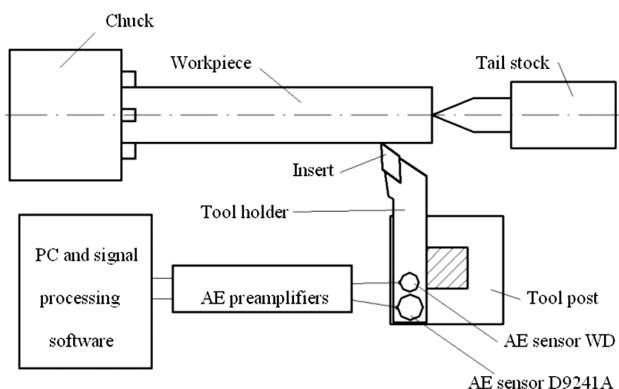 Chuck
Workpiece
Tail stock
Insert
Tool holder
PC and signal
processing
software
AE preamplifiers
Tool post
AE sensor WD
AE sensor D9241A